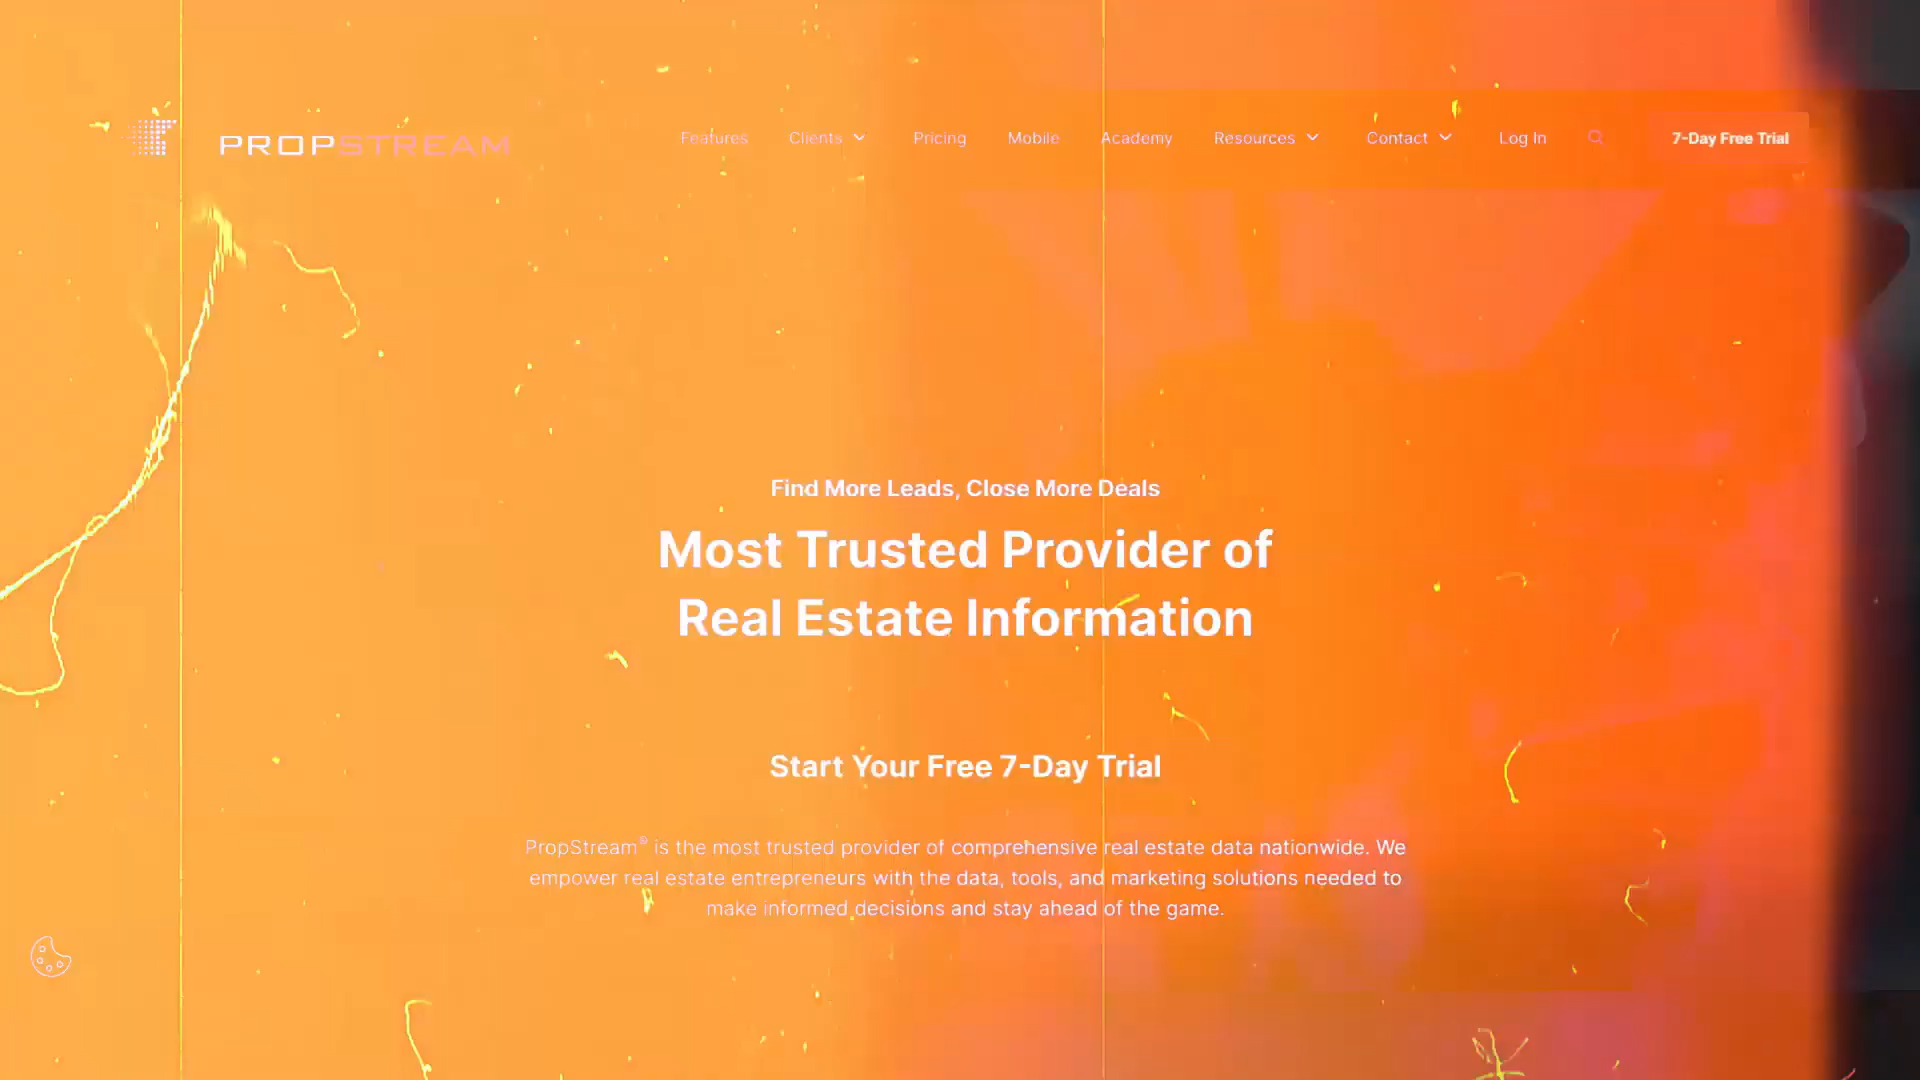 PROPSTREAM
Features Clients Pricing Mobile Academy Resources Contact Log In 7-Day Free Trial
Find More Leads, Close More Deals
Most Trusted Provider of
Real Estate Information
Start Your Free 7-Day Trial
PropStream® is the most trusted provider of comprehensive real estate data nationwide. We
empower real estate entrepreneurs with the data, tools, and marketing solutions needed to
make informed decisions and stay ahead of the game.